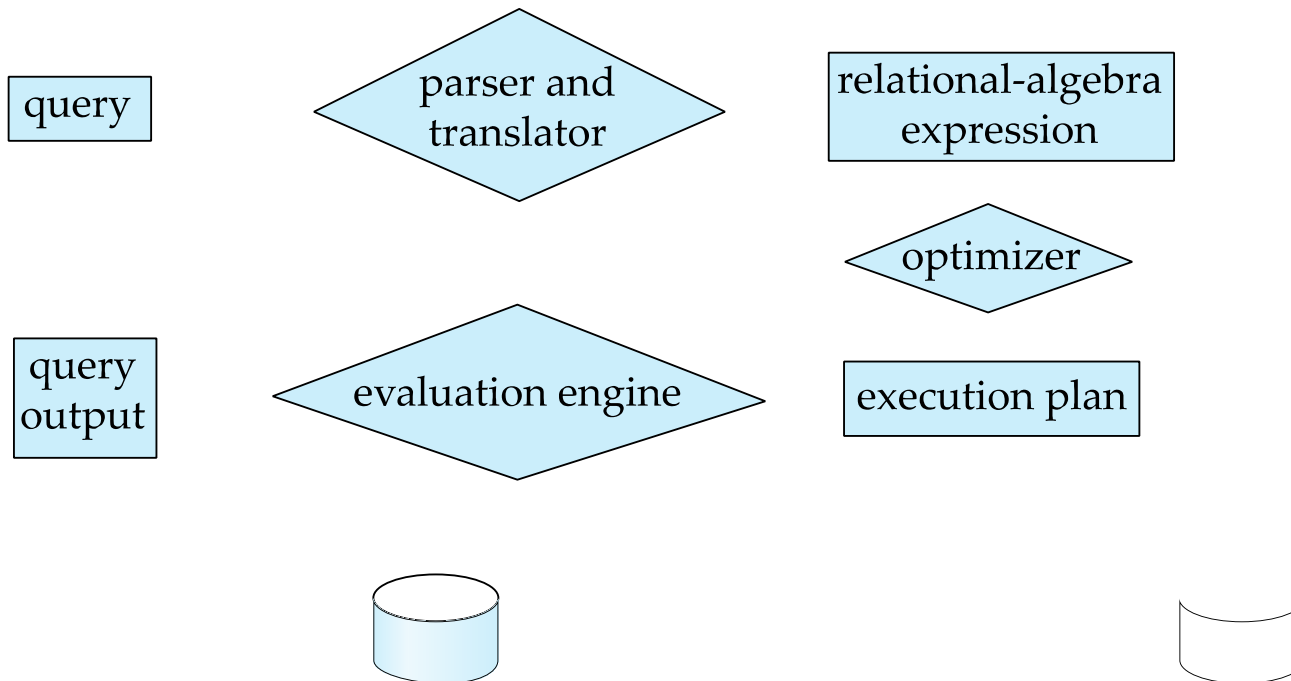 query
parser and
translator
relational-algebra
expression
optimizer
query
output
evaluation engine
execution plan